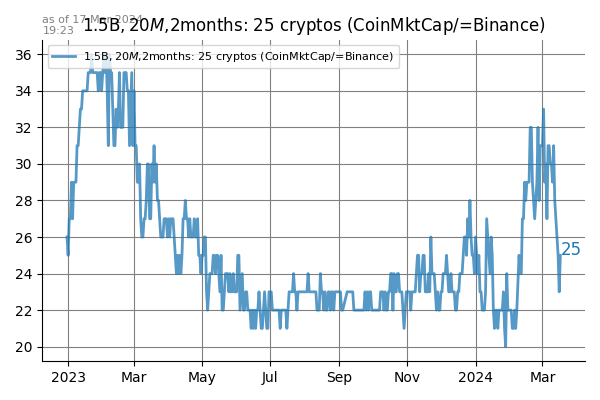 as of 17 Mar 2024
19:23
1.5B, 20M, 2months: 25 cryptos (CoinMktCap/=Binance)
1.5B, 20M, 2months: 25 cryptos (CoinMktCap/=Binance)
36
34
32
30
28
26
24
22
20
25
2023 Mar May Jul Sep Nov 2024 Mar